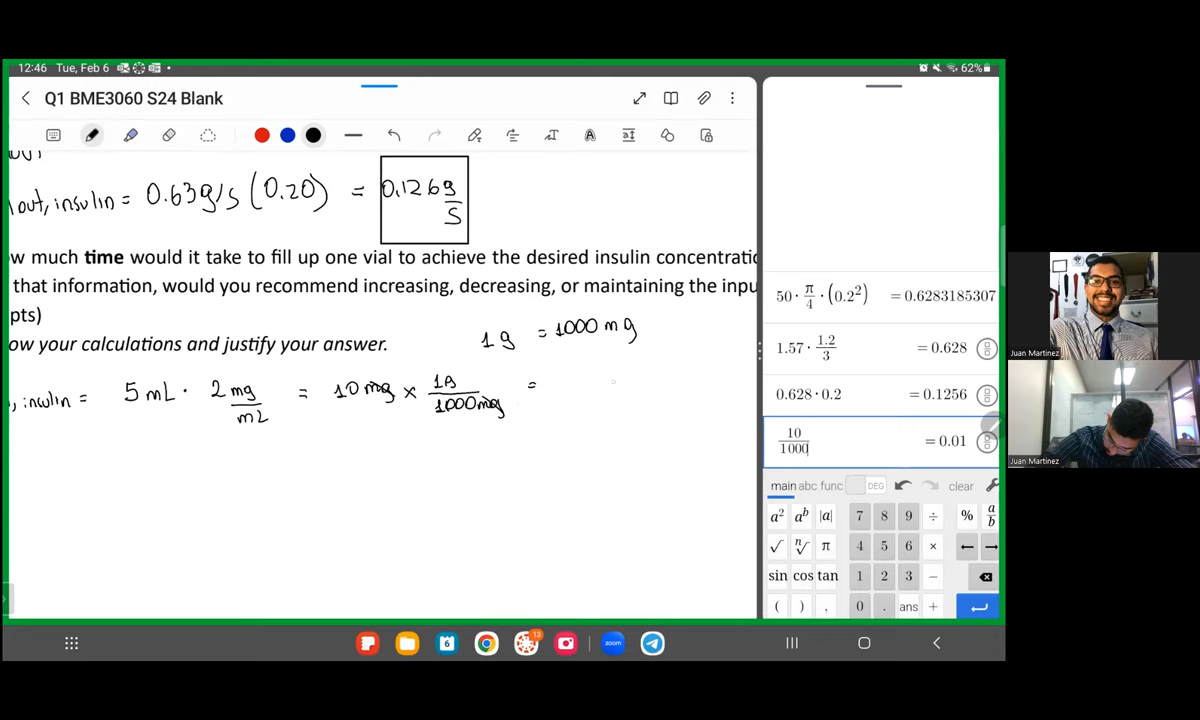 12:46 Tue, Feb 6
62%
Q1 BME3060 S24 Blank
out, insulin = 0.63g/s (0.20) = 0.126 g/s
w much time would it take to fill up one vial to achieve the desired insulin concentratio
that information, would you recommend increasing, decreasing, or maintaining the inpu
pts)
ow your calculations and justify your answer.
1g = 1000 mg
, insulin = 5 mL · 2 mg/mL = 10 mg × 1g/1000mg =
50 · π/4 · (0.2²) = 0.6283185307
1.57 · 1.2/3 = 0.628
0.628 · 0.2 = 0.1256
10/1000 = 0.01
main abc func DEG clear
a² aᵇ |a| 7 8 9 ÷ % a/b
√ ⁿ√ π 4 5 6 × ← →
sin cos tan 1 2 3 −
( ) , 0 . ans +
6
13
zoom
Juan Martinez
Juan Martinez